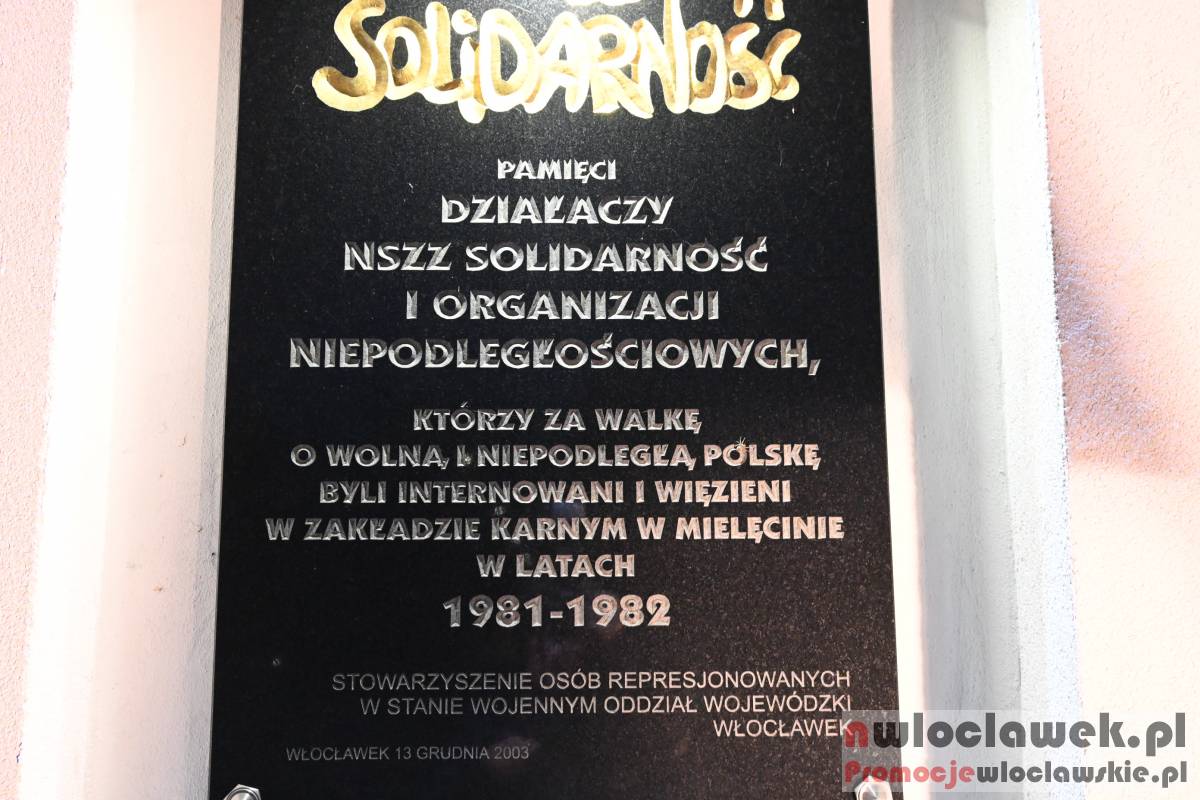 SOLIDARNOŚĆ
PAMIĘCI
DZIAŁACZY
NSZZ SOLIDARNOŚĆ
I ORGANIZACJI
NIEPODLEGŁOŚCIOWYCH,
KTÓRZY ZA WALKĘ
O WOLNĄ I NIEPODLEGŁĄ POLSKĘ
BYLI INTERNOWANI I WIĘZIENI
W ZAKŁADZIE KARNYM W MIELĘCINIE
W LATACH
1981-1982
STOWARZYSZENIE OSÓB REPRESJONOWANYCH
W STANIE WOJENNYM ODDZIAŁ WOJEWÓDZKI
WŁOCŁAWEK
WŁOCŁAWEK 13 GRUDNIA 2003
nwloclawek.pl
Promocjewloclawskie.pl